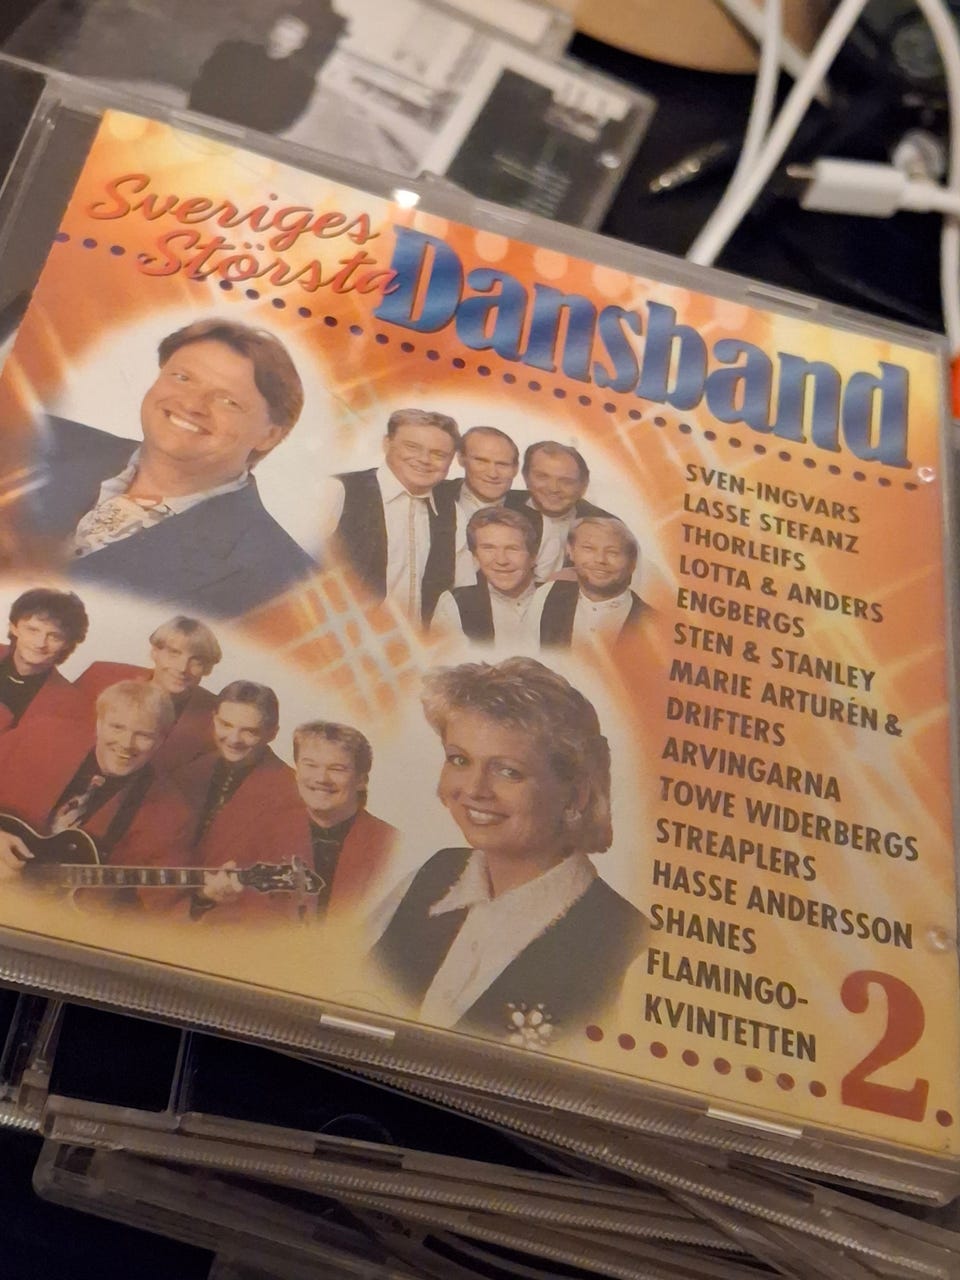 Sveriges
Största
Dansband
SVEN-INGVARS
LASSE STEFANZ
THORLEIFS
LOTTA & ANDERS
ENGBERGS
STEN & STANLEY
MARIE ARTURÉN &
DRIFTERS
ARVINGARNA
TOWE WIDERBERGS
STREAPLERS
HASSE ANDERSSON
SHANES
FLAMINGO-
KVINTETTEN
2.